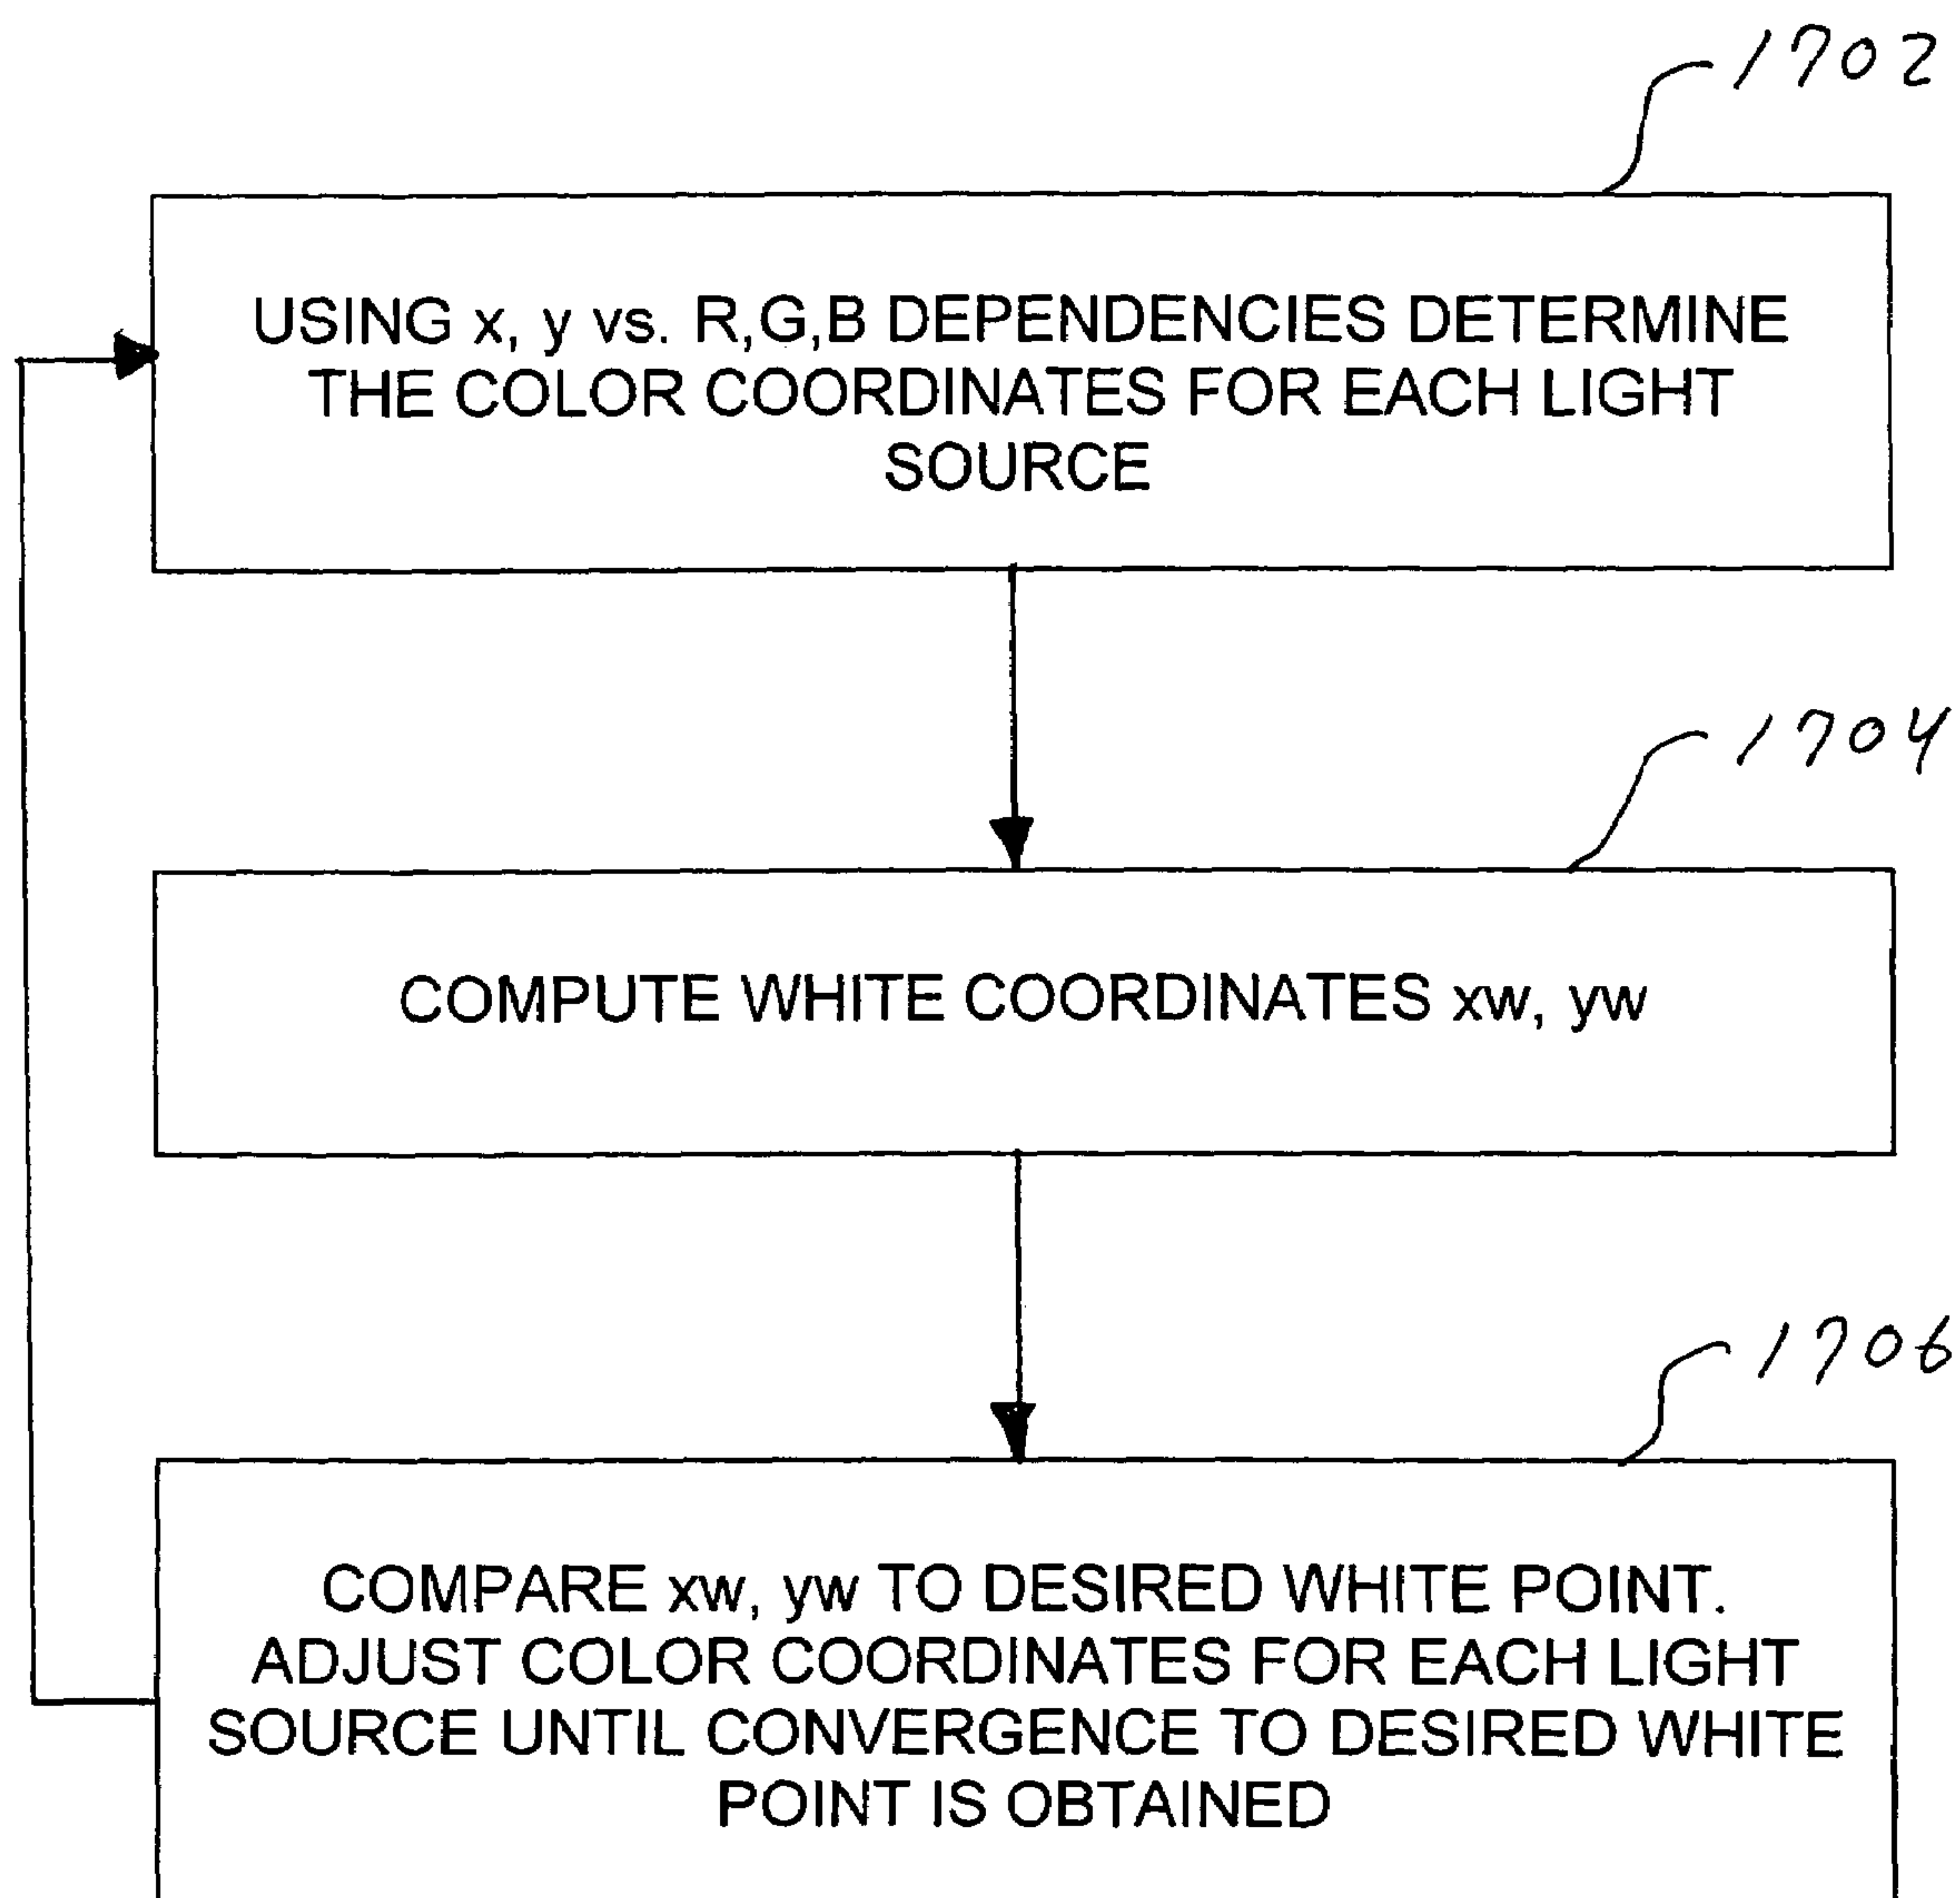 1702
USING x, y vs. R,G,B DEPENDENCIES DETERMINE
THE COLOR COORDINATES FOR EACH LIGHT
SOURCE
1704
COMPUTE WHITE COORDINATES xw, yw
1706
COMPARE xw, yw TO DESIRED WHITE POINT.
ADJUST COLOR COORDINATES FOR EACH LIGHT
SOURCE UNTIL CONVERGENCE TO DESIRED WHITE
POINT IS OBTAINED